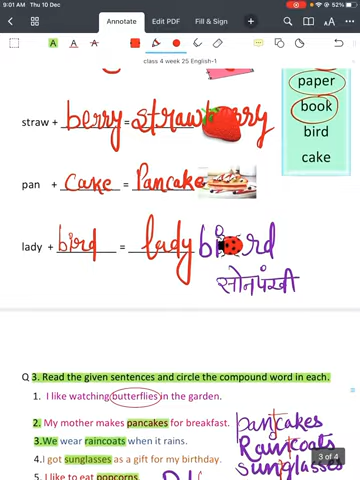 9:01 AM Thu 10 Dec
25%
Annotate Edit PDF Fill & Sign
A A
class 4 week 25 English-1
paper
book
straw + berry = strawberry
bird
cake
pan + cake = Pancake
lady + bird = lady bird
सोनपंखी
3 of 4
Q 3. Read the given sentences and circle the compound word in each.
1. I like watching butterflies in the garden.
2. My mother makes pancakes for breakfast.
pancakes
3. We wear raincoats when it rains.
Raincoats
4. I got sunglasses as a gift for my birthday.
sunglasses
5. I like to eat popcorns.